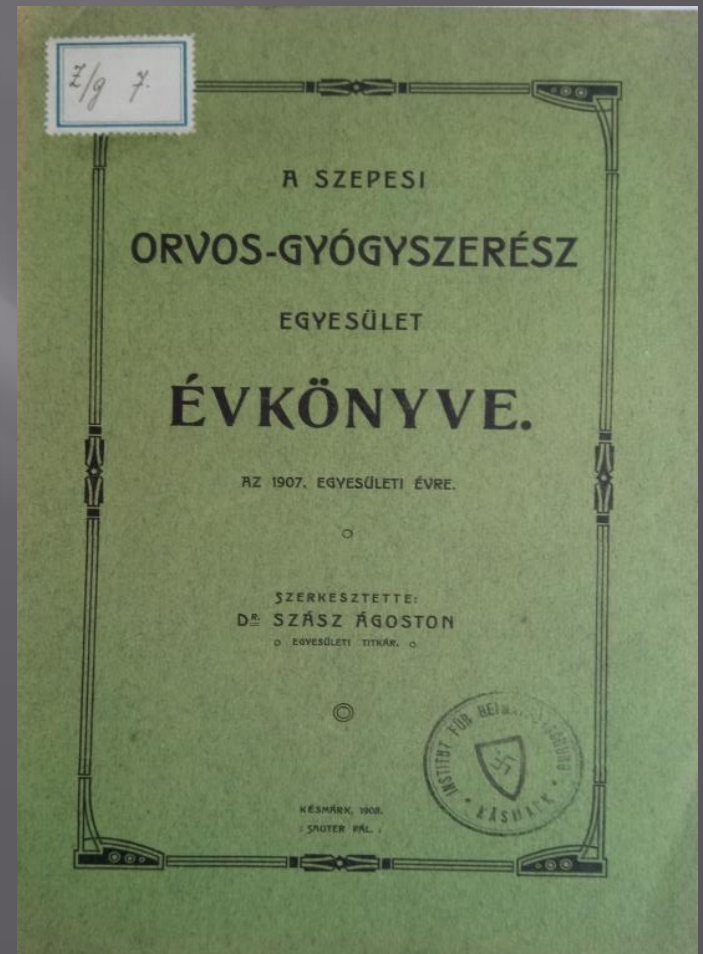 Z/g 7.
A SZEPESI
ORVOS-GYÓGYSZERÉSZ
EGYESÜLET
ÉVKÖNYVE.
AZ 1907. EGYESÜLETI ÉVRE.
SZERKESZTETTE:
DR. SZÁSZ ÁGOSTON
EGYESÜLETI TITKÁR.
INSTITUT FÜR
KÄSMARK
KÉSMÁRK, 1908.
SAUTER PÁL.